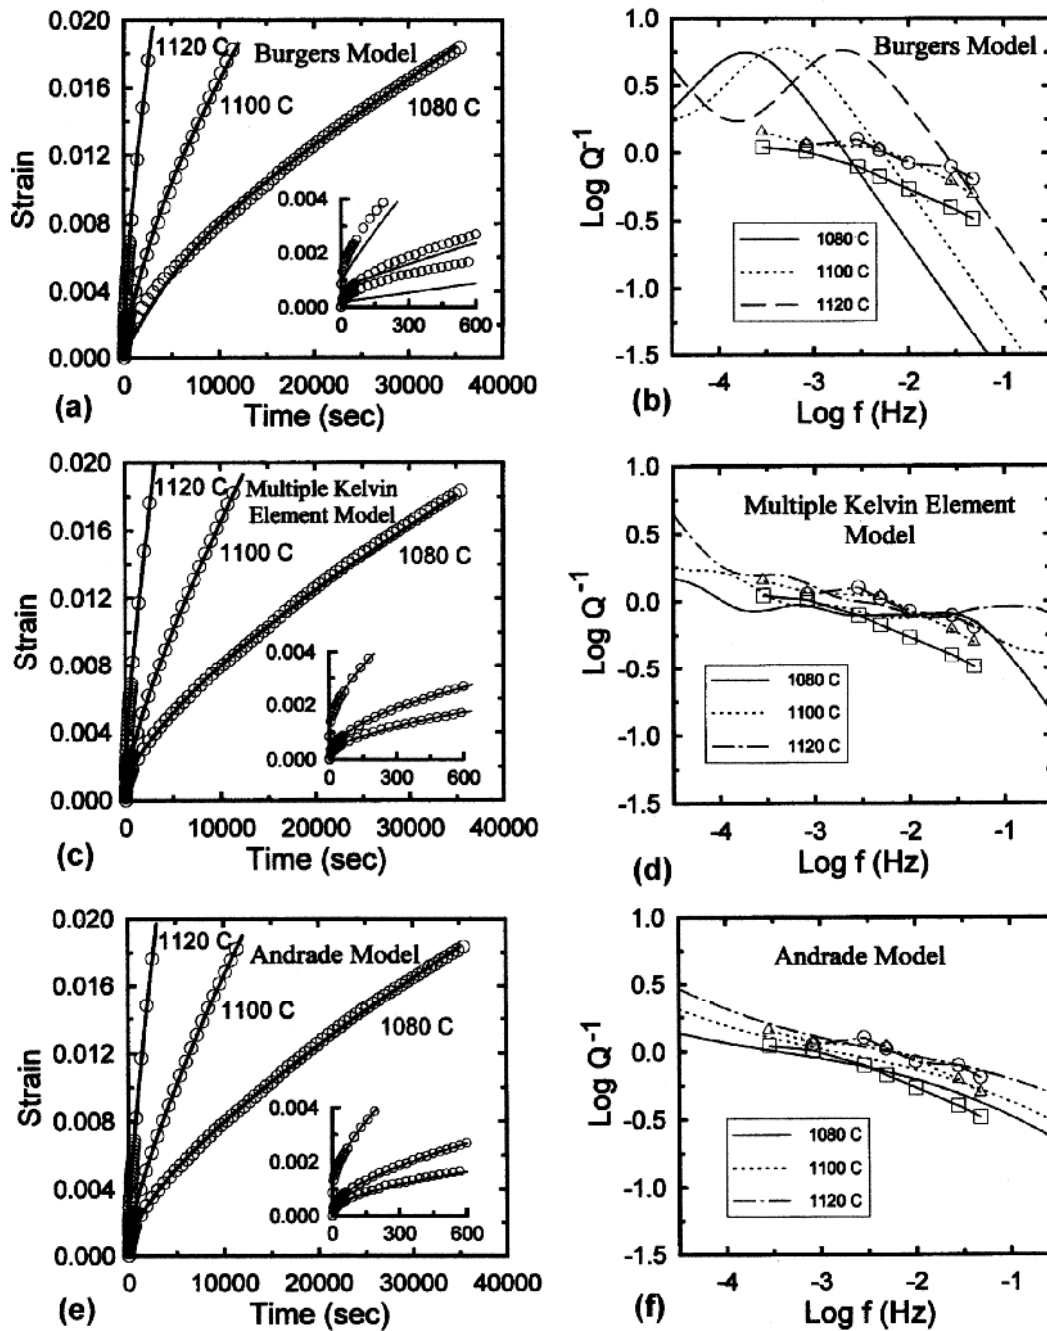 0.020
0.016
0.012
0.008
0.004
0.000
Strain
1120 C
Burgers Model
1100 C
1080 C
0.004
0.002
0.000
0 300 600
0 10000 20000 30000 40000
Time (sec)
(a)
1.0
0.5
0.0
-0.5
-1.0
-1.5
Log Q-1
Burgers Model
1080 C
1100 C
1120 C
-4 -3 -2 -1
Log f (Hz)
(b)
0.020
0.016
0.012
0.008
0.004
0.000
Strain
1120 C
Multiple Kelvin
Element Model
1100 C
1080 C
0.004
0.002
0.000
0 300 600
0 10000 20000 30000 40000
Time (sec)
(c)
1.0
0.5
0.0
-0.5
-1.0
-1.5
Log Q-1
Multiple Kelvin Element
Model
1080 C
1100 C
1120 C
-4 -3 -2 -1
Log f (Hz)
(d)
0.020
0.016
0.012
0.008
0.004
0.000
Strain
1120 C
Andrade Model
1100 C
1080 C
0.004
0.002
0.000
0 300 600
0 10000 20000 30000 40000
Time (sec)
(e)
1.0
0.5
0.0
-0.5
-1.0
-1.5
Log Q-1
Andrade Model
1080 C
1100 C
1120 C
-4 -3 -2 -1
Log f (Hz)
(f)